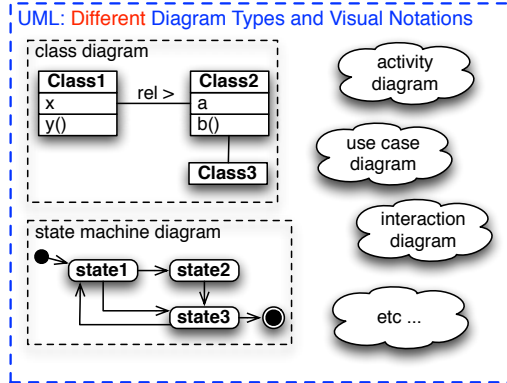 UML: Different Diagram Types and Visual Notations
class diagram
Class1
x
y()
rel >
Class2
a
b()
Class3
activity
diagram
use case
diagram
interaction
diagram
etc ...
state machine diagram
state1
state2
state3